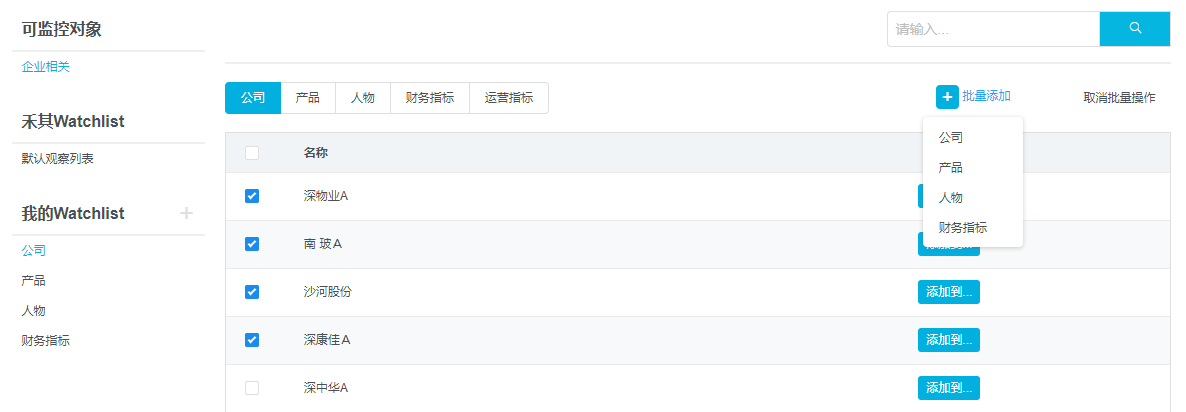 可监控对象
企业相关
禾其Watchlist
默认观察列表
我的Watchlist
公司
产品
人物
财务指标
请输入...
公司 产品 人物 财务指标 运营指标
批量添加 取消批量操作
公司
产品
人物
财务指标
名称
深物业A
南 玻A
沙河股份 添加到...
深康佳A 添加到...
深中华A 添加到...